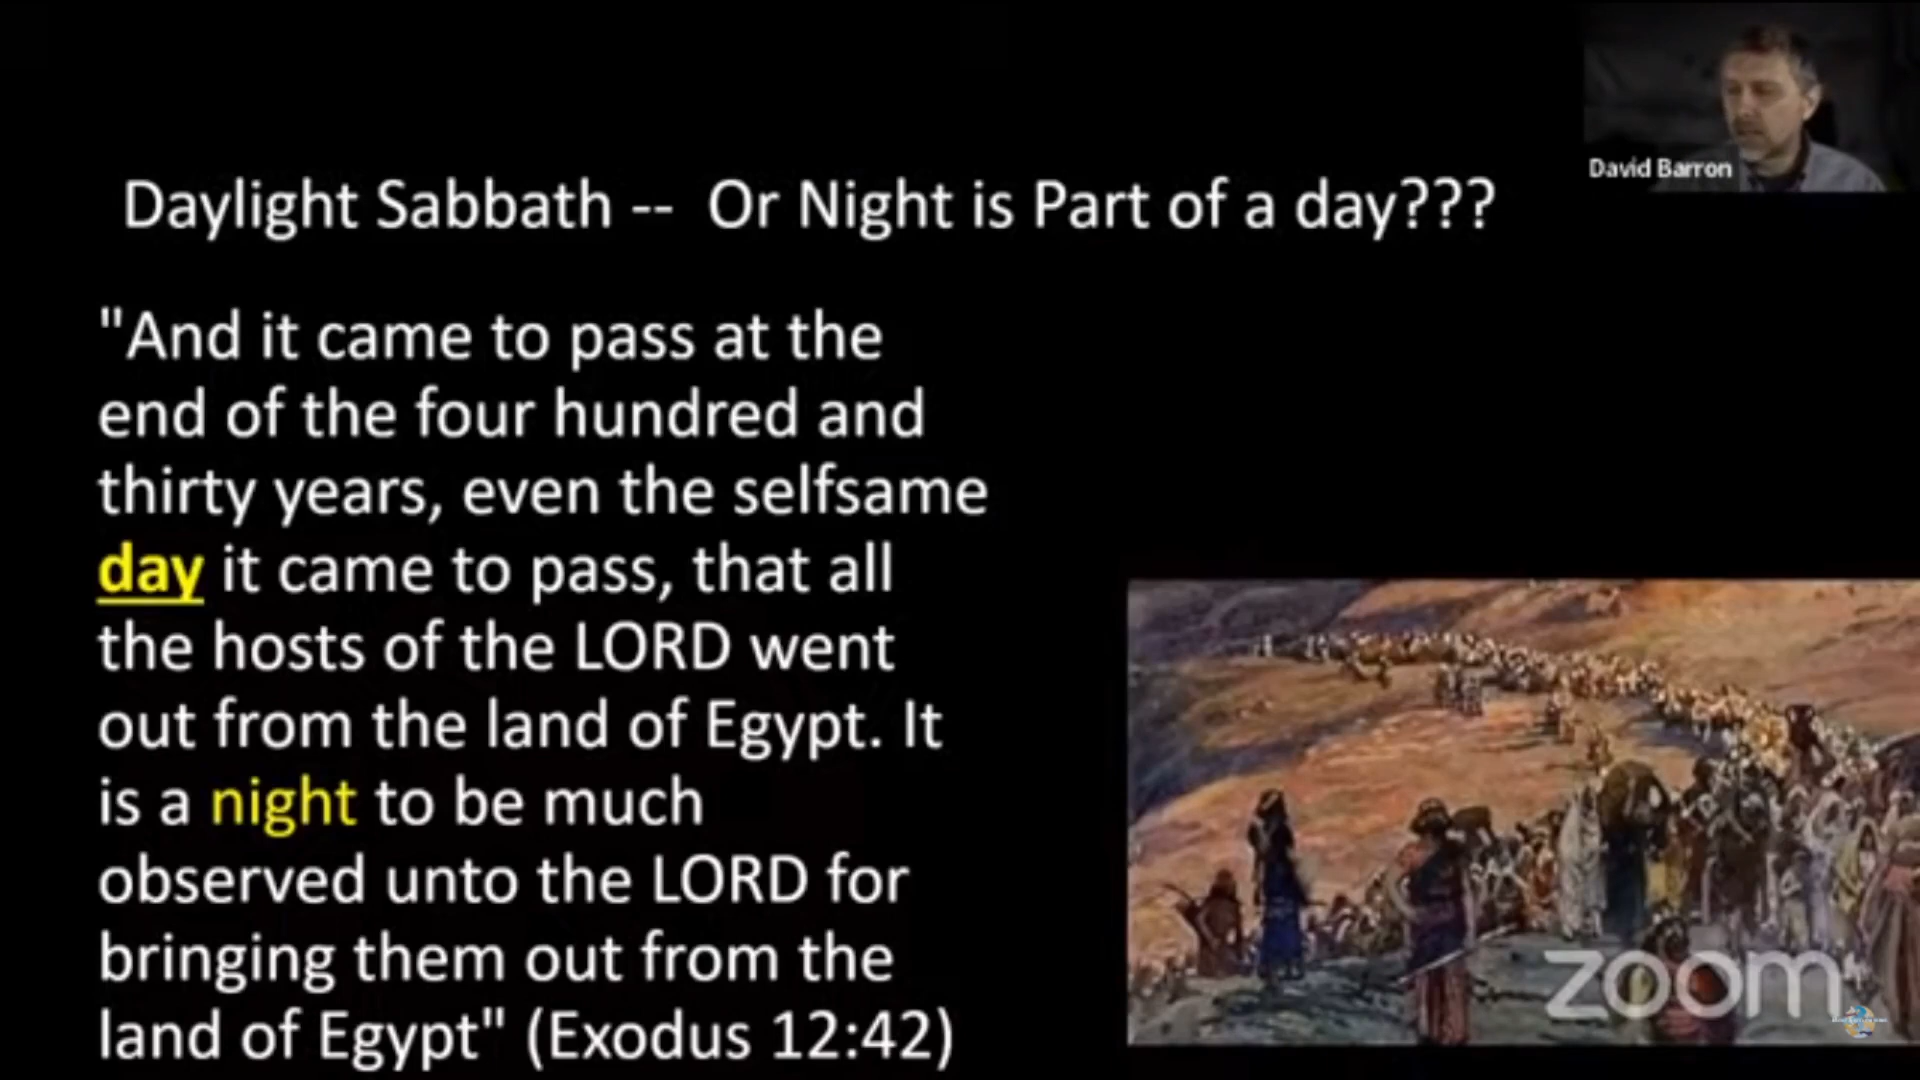 David Barron
Daylight Sabbath -- Or Night is Part of a day???
"And it came to pass at the
end of the four hundred and
thirty years, even the selfsame
day it came to pass, that all
the hosts of the LORD went
out from the land of Egypt. It
is a night to be much
observed unto the LORD for
bringing them out from the
land of Egypt" (Exodus 12:42)
zoom